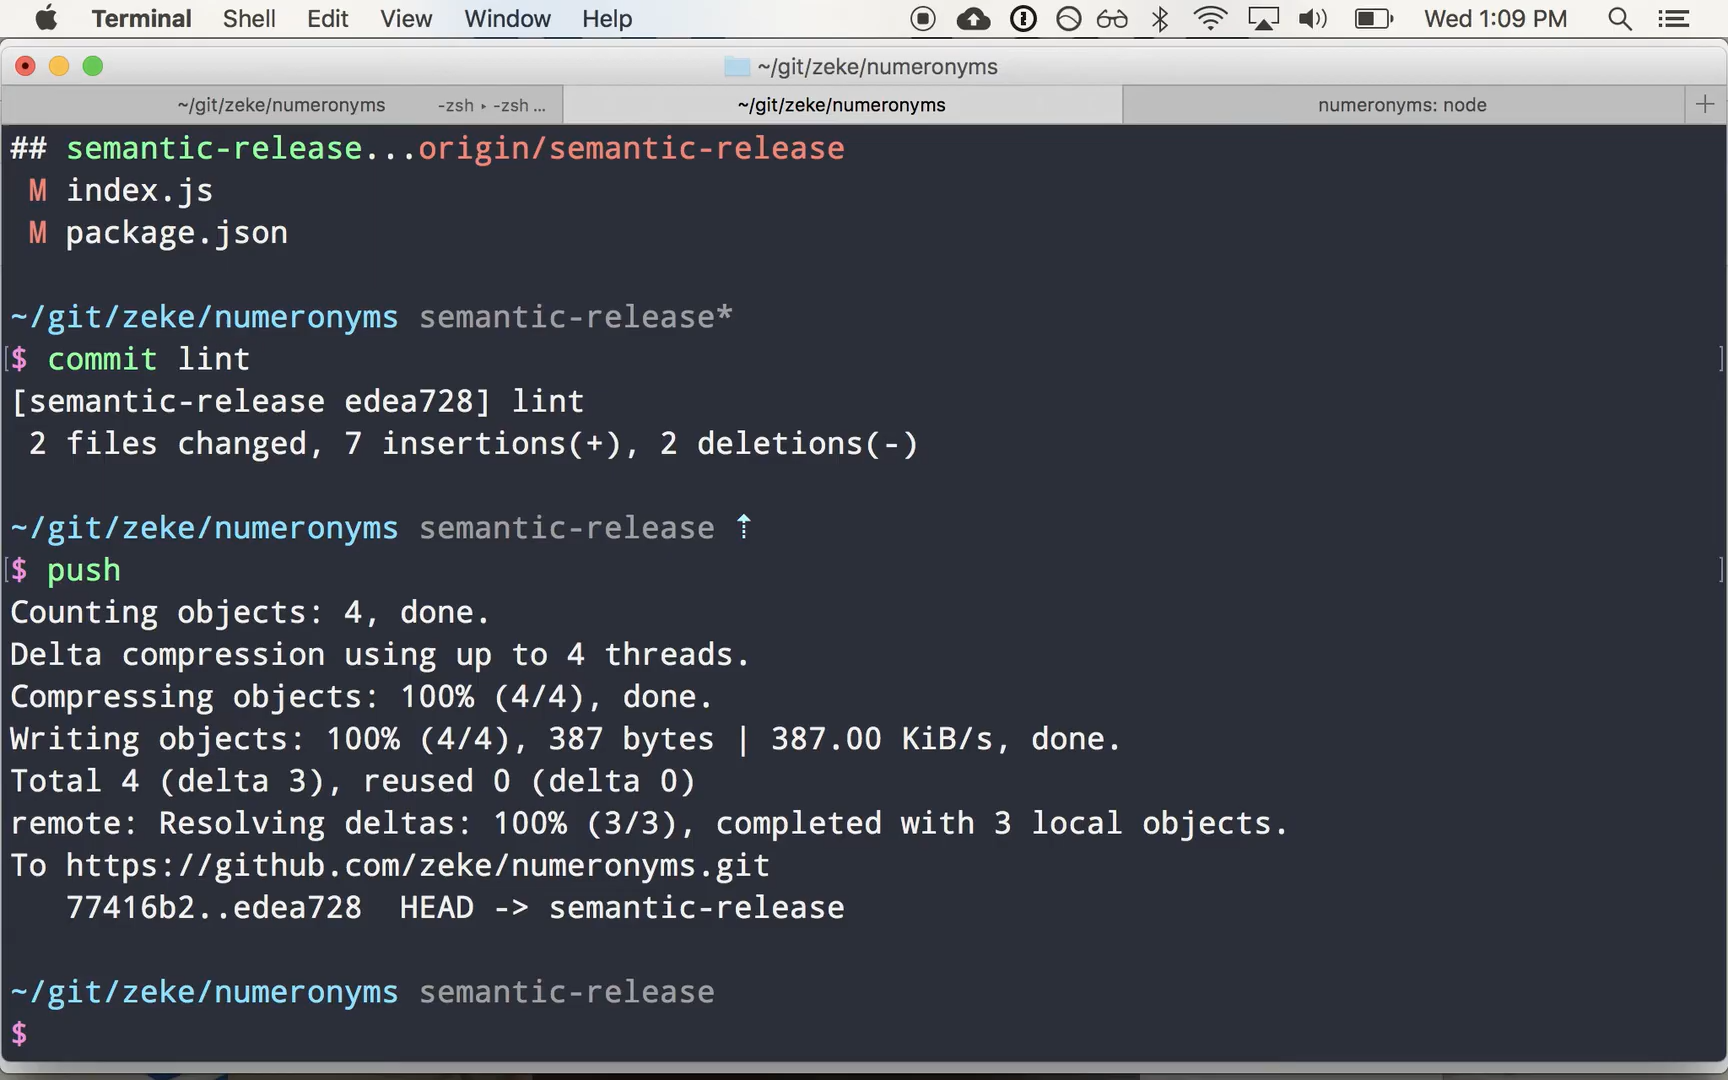 Terminal Shell Edit View Window Help Wed 1:09 PM
~/git/zeke/numeronyms
~/git/zeke/numeronyms -zsh ▸ -zsh ... ~/git/zeke/numeronyms numeronyms: node +
## semantic-release...origin/semantic-release
M index.js
M package.json
~/git/zeke/numeronyms semantic-release*
[$ commit lint ]
[semantic-release edea728] lint
2 files changed, 7 insertions(+), 2 deletions(-)
~/git/zeke/numeronyms semantic-release ⇡
[$ push ]
Counting objects: 4, done.
Delta compression using up to 4 threads.
Compressing objects: 100% (4/4), done.
Writing objects: 100% (4/4), 387 bytes | 387.00 KiB/s, done.
Total 4 (delta 3), reused 0 (delta 0)
remote: Resolving deltas: 100% (3/3), completed with 3 local objects.
To https://github.com/zeke/numeronyms.git
77416b2..edea728 HEAD -> semantic-release
~/git/zeke/numeronyms semantic-release
$